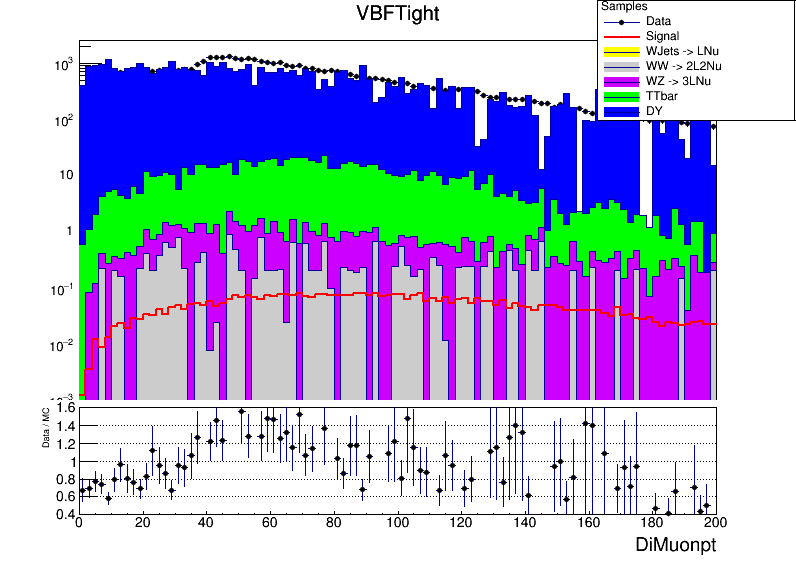 VBFTight
Samples
Data
Signal
WJets -> LNu
WW -> 2L2Nu
WZ -> 3LNu
TTbar
DY
10³
10²
10
1
10⁻¹
10⁻²
Data / MC
1.6
1.4
1.2
1
0.8
0.6
0.4
0 20 40 60 80 100 120 140 160 180 200
DiMuonpt